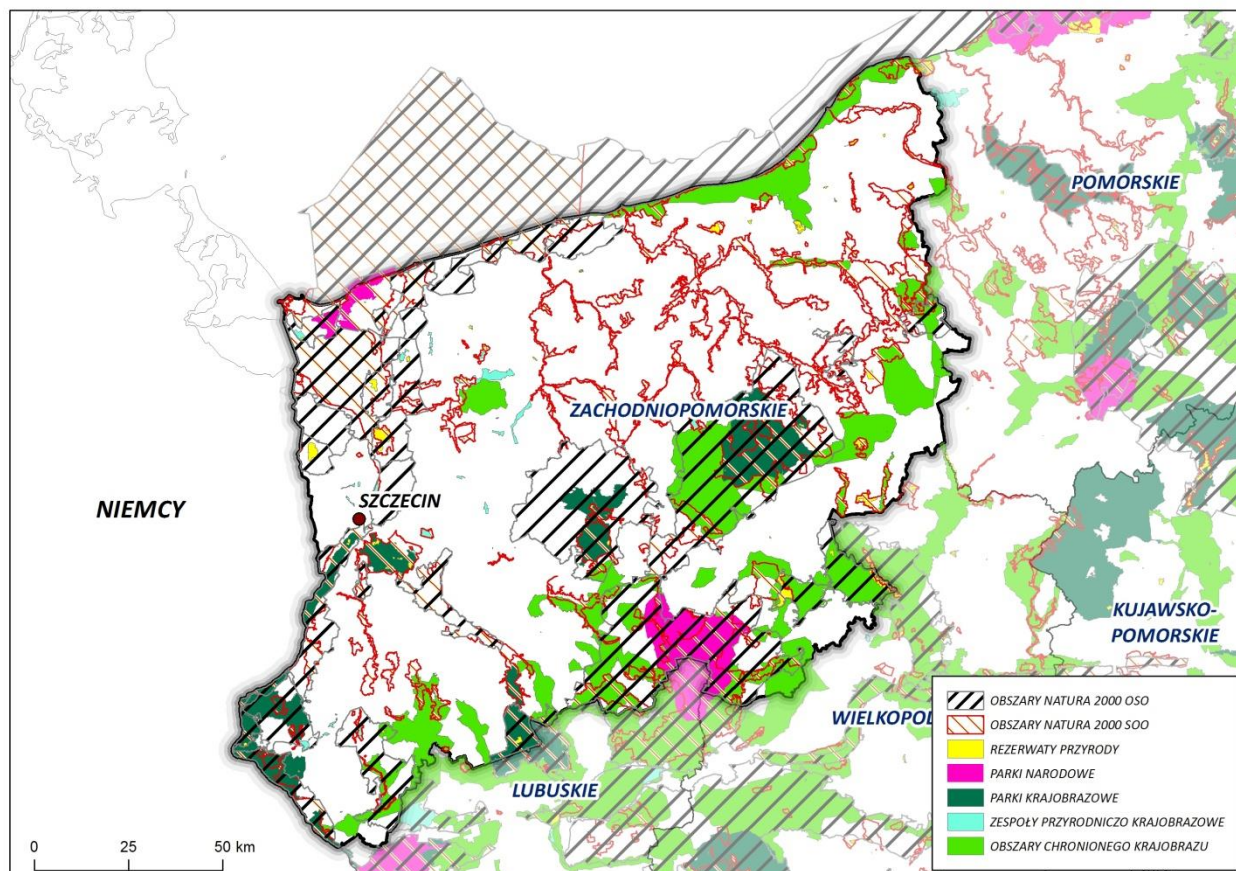 POMORSKIE
ZACHODNIOPOMORSKIE
NIEMCY
SZCZECIN
KUJAWSKO-
POMORSKIE
WIELKOPOL
LUBUSKIE
OBSZARY NATURA 2000 OSO
OBSZARY NATURA 2000 SOO
REZERWATY PRZYRODY
PARKI NARODOWE
PARKI KRAJOBRAZOWE
ZESPOŁY PRZYRODNICZO KRAJOBRAZOWE
OBSZARY CHRONIONEGO KRAJOBRAZU
0 25 50 km